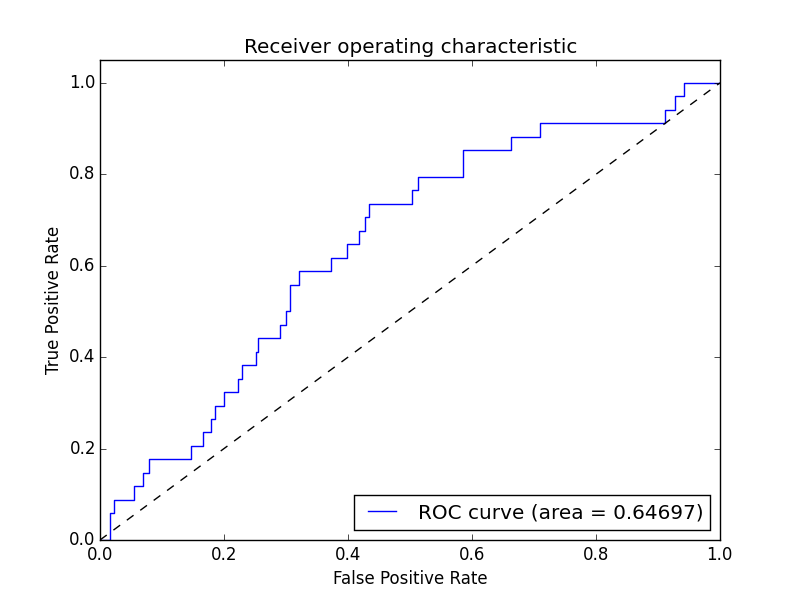 Receiver operating characteristic
1.0
0.8
0.6
0.4
0.2
0.0
True Positive Rate
ROC curve (area = 0.64697)
0.0 0.2 0.4 0.6 0.8 1.0
False Positive Rate